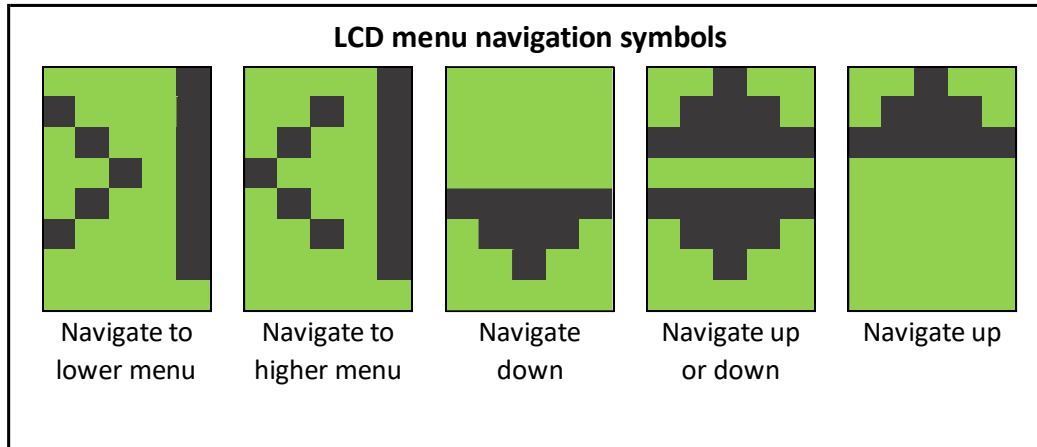 LCD menu navigation symbols
Navigate to
lower menu
Navigate to
higher menu
Navigate
down
Navigate up
or down
Navigate up